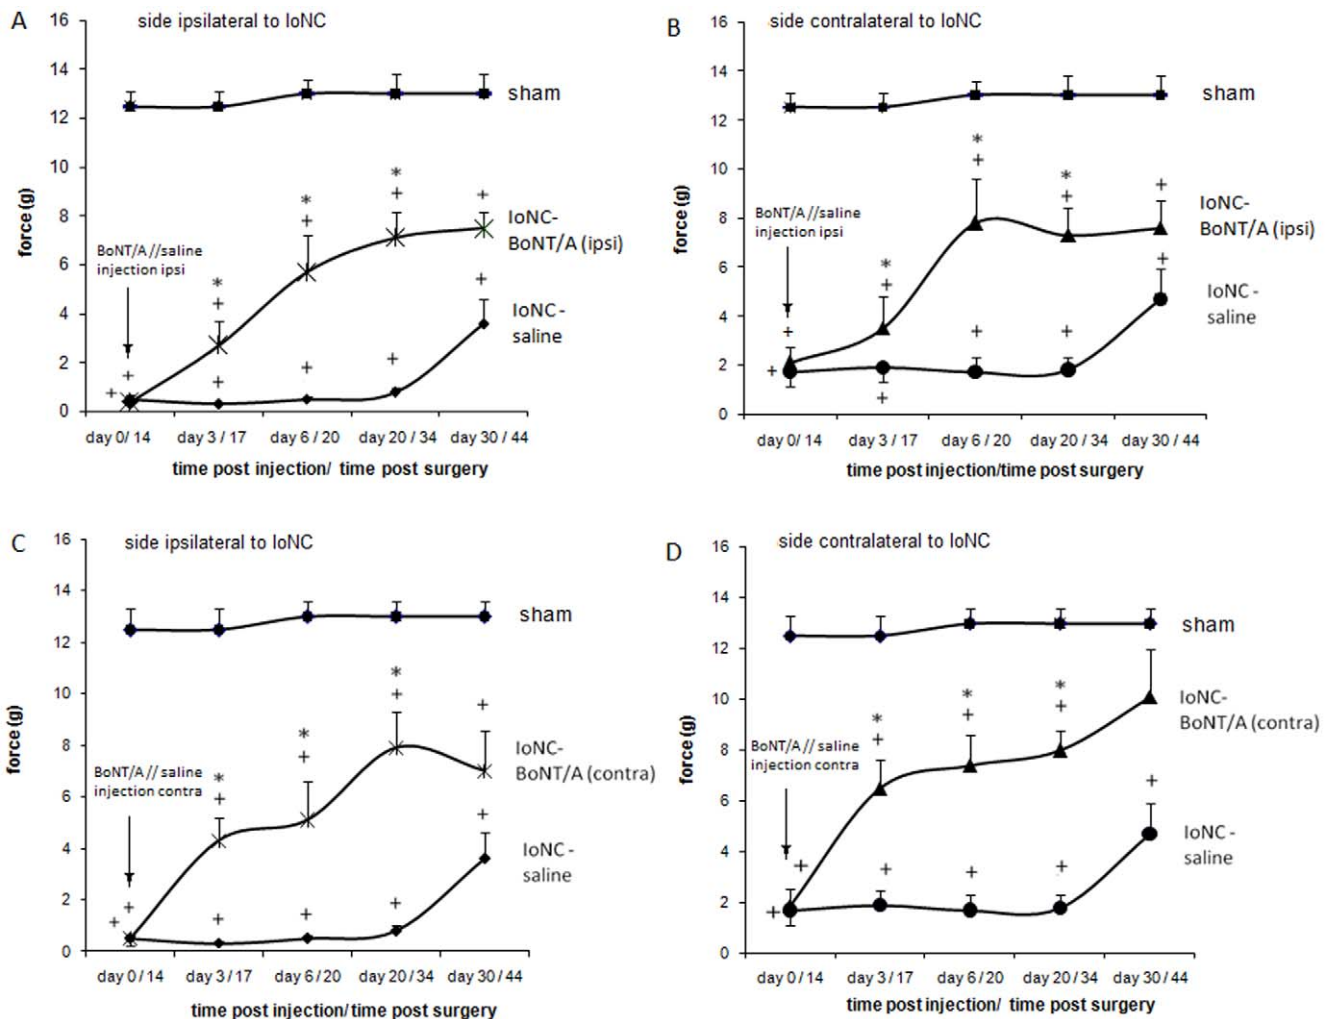 A
side ipsilateral to IoNC
16
14
12
10
8
6
4
2
0
force (g)
sham
IoNC-
BoNT/A (ipsi)
BoNT/A //saline
injection ipsi
IoNC -
saline
* * *
+ + + +
+ + + + + +
day 0/ 14 day 3 / 17 day 6 / 20 day 20 / 34 day 30 / 44
time post injection/ time post surgery
B
side contralateral to IoNC
16
14
12
10
8
6
4
2
0
force (g)
sham
IoNC-
BoNT/A (ipsi)
BoNT/A //saline
injection ipsi
IoNC -
saline
* * *
+ + + +
+ + + + + +
day 0/ 14 day 3 / 17 day 6 / 20 day 20 / 34 day 30 / 44
time post injection/time post surgery
C
side ipsilateral to IoNC
16
14
12
10
8
6
4
2
0
force (g)
sham
IoNC-
BoNT/A (contra)
BoNT/A // saline
injection contra
IoNC -
saline
* * *
+ + + +
+ + + + + +
day 0 / 14 day 3 / 17 day 6 / 20 day 20 / 34 day 30 / 44
time post injection/ time post surgery
D
side contralateral to IoNC
16
14
12
10
8
6
4
2
0
force (g)
sham
IoNC-
BoNT/A (contra)
BoNT/A // saline
injection contra
IoNC -
saline
* * *
+ + +
+ + + + + +
day 0 / 14 day 3 / 17 day 6 / 20 day 20 / 34 day 30 / 44
time post injection/ time post surgery